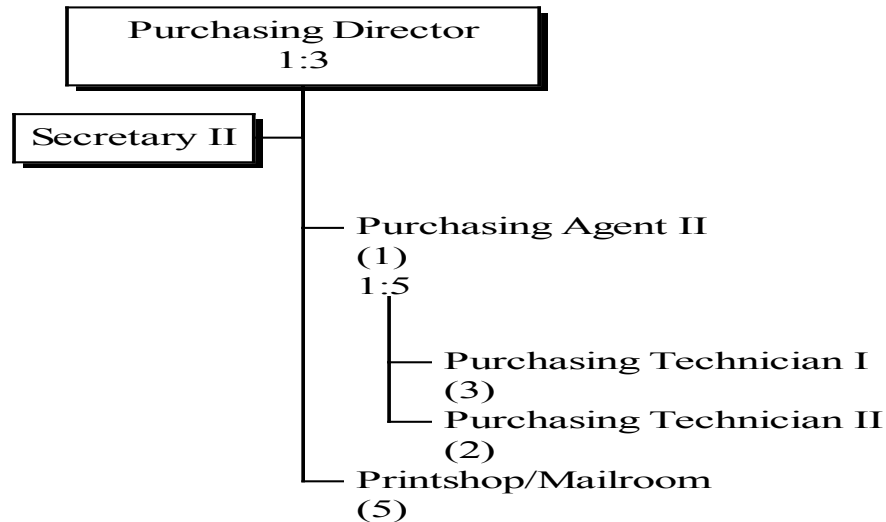 Purchasing Director
1:3
Secretary II
Purchasing Agent II
(1)
1:5
Purchasing Technician I
(3)
Purchasing Technician II
(2)
Printshop/Mailroom
(5)